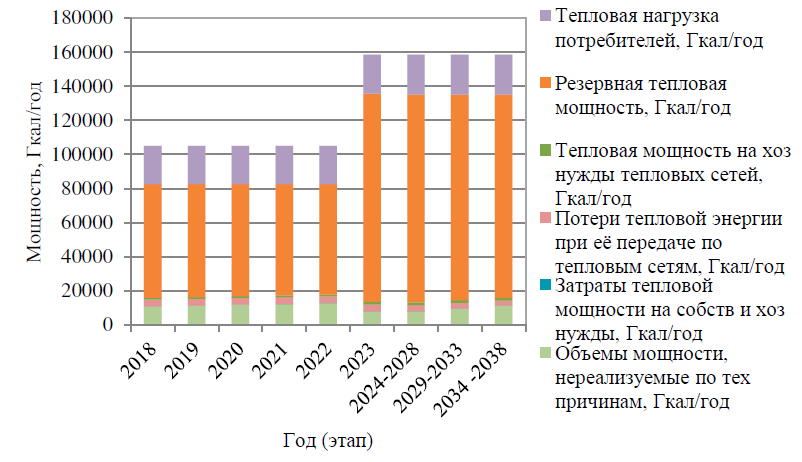 180000
160000
140000
120000
100000
80000
60000
40000
20000
0
Мощность, Гкал/год
2018
2019
2020
2021
2022
2023
2024-2028
2029-2033
2034 -2038
Год (этап)
Тепловая нагрузка
потребителей, Гкал/год
Резервная тепловая
мощность, Гкал/год
Тепловая мощность на хоз
нужды тепловых сетей,
Гкал/год
Потери тепловой энергии
при её передаче по
тепловым сетям, Гкал/год
Затраты тепловой
мощности на собств и хоз
нужды, Гкал/год
Объемы мощности,
нереализуемые по тех
причинам, Гкал/год